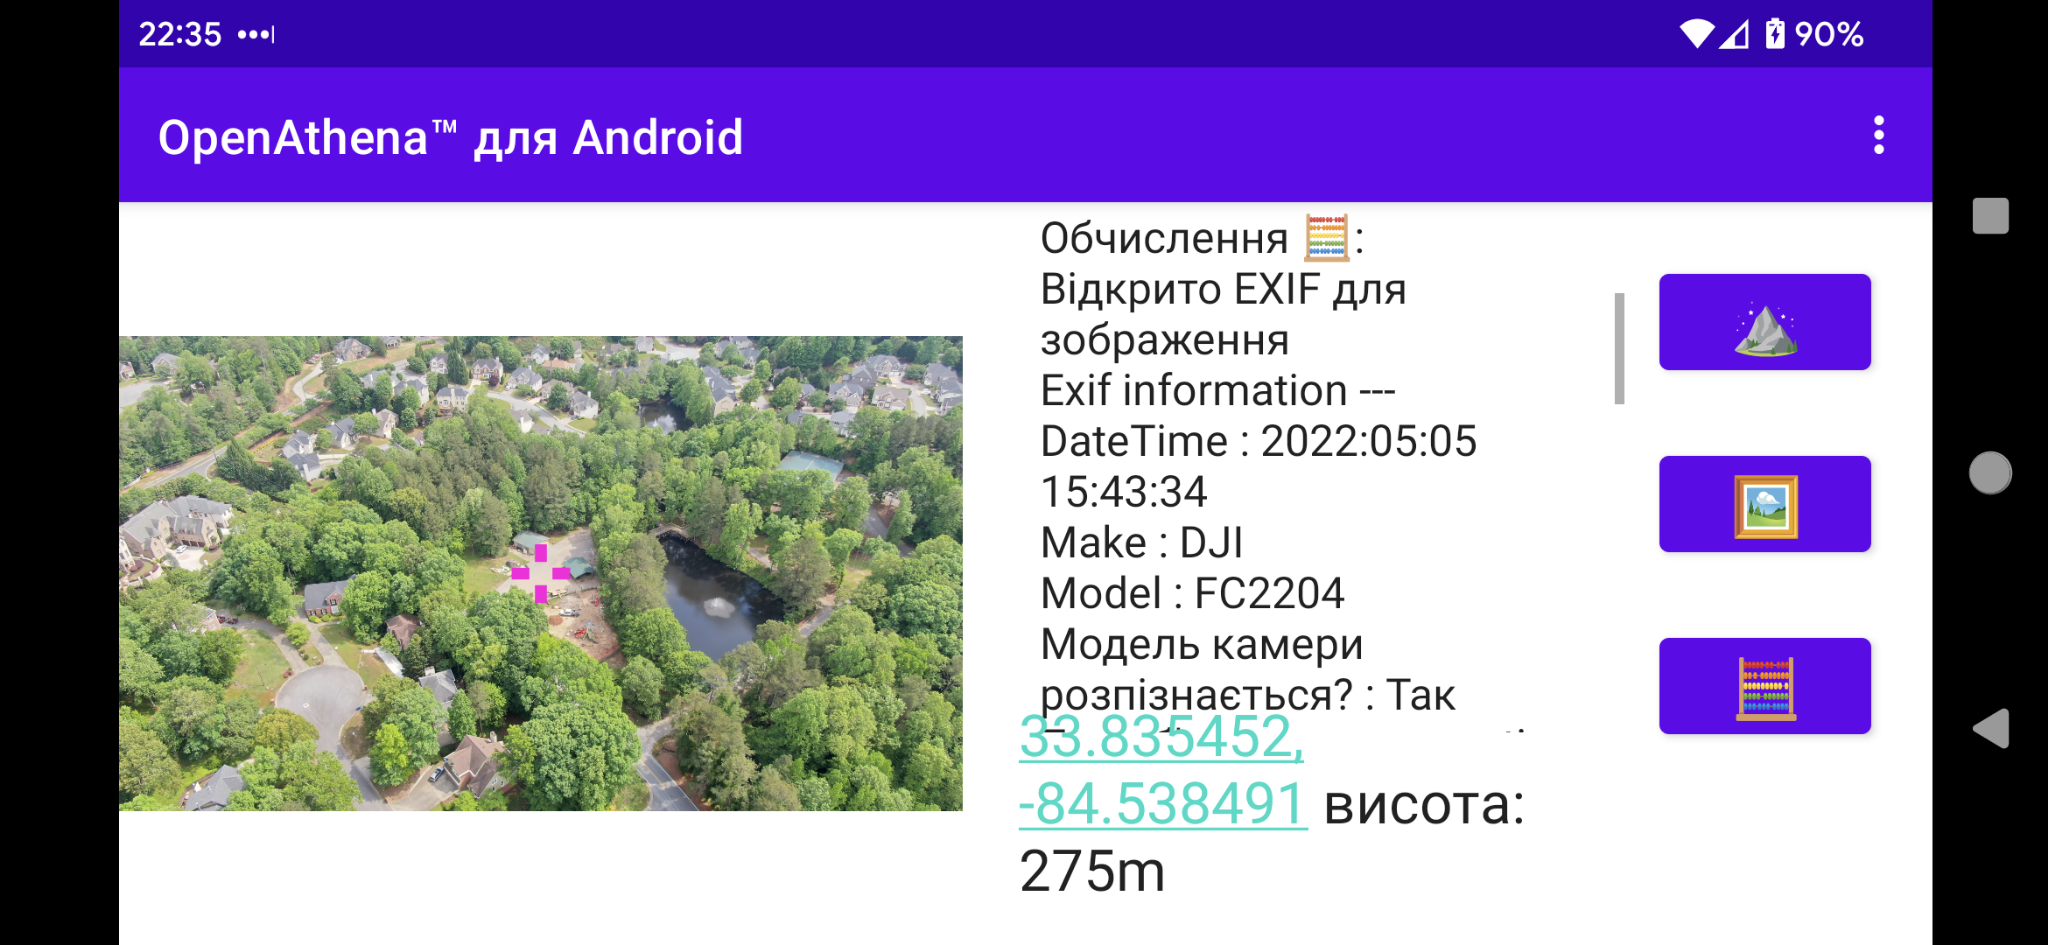 22:35
90%
OpenAthena™ для Android
Обчислення 🧮:
Відкрито EXIF для
зображення
Exif information ---
DateTime : 2022:05:05
15:43:34
Make : DJI
Model : FC2204
Модель камери
розпізнається? : Так
33.835452,
-84.538491 висота:
275m